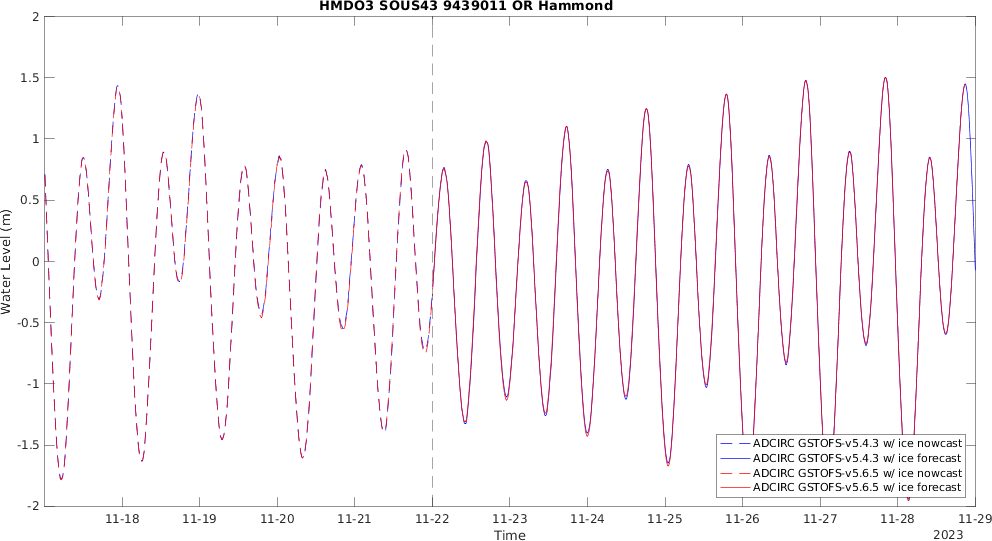 HMDO3 SOUS43 9439011 OR Hammond
2
1.5
1
0.5
0
-0.5
-1
-1.5
-2
Water Level (m)
ADCIRC GSTOFS-v5.4.3 w/ ice nowcast
ADCIRC GSTOFS-v5.4.3 w/ ice forecast
ADCIRC GSTOFS-v5.6.5 w/ ice nowcast
ADCIRC GSTOFS-v5.6.5 w/ ice forecast
11-18 11-19 11-20 11-21 11-22 11-23 11-24 11-25 11-26 11-27 11-28 11-29
Time
2023